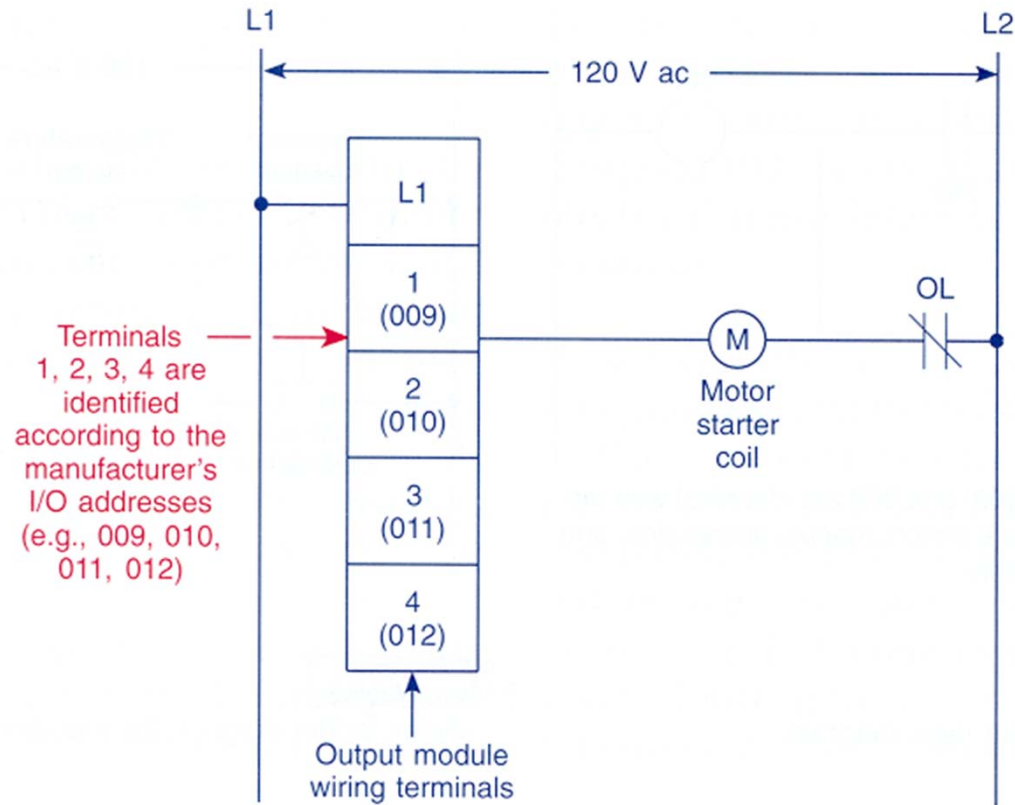 L1
L2
120 V ac
L1
1
(009)
2
(010)
3
(011)
4
(012)
Terminals
1, 2, 3, 4 are
identified
according to the
manufacturer's
I/O addresses
(e.g., 009, 010,
011, 012)
OL
M
Motor
starter
coil
Output module
wiring terminals